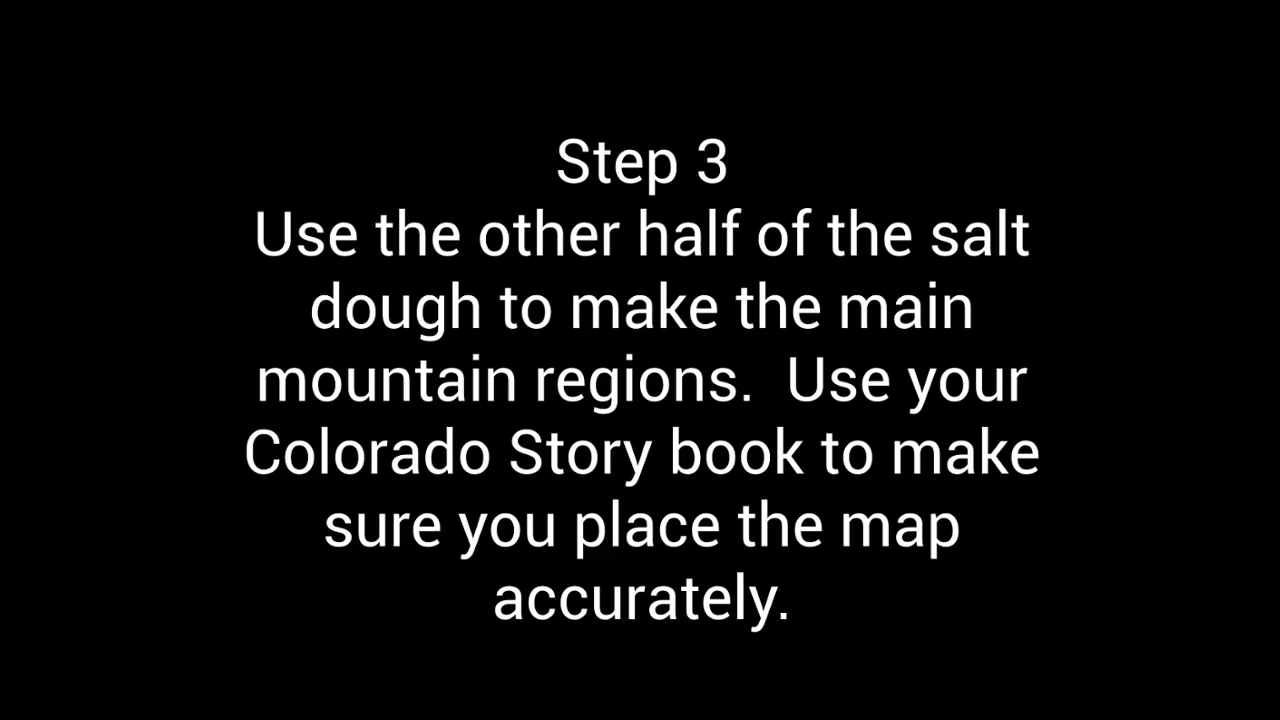 Step 3
Use the other half of the salt
dough to make the main
mountain regions.  Use your
Colorado Story book to make
sure you place the map
accurately.